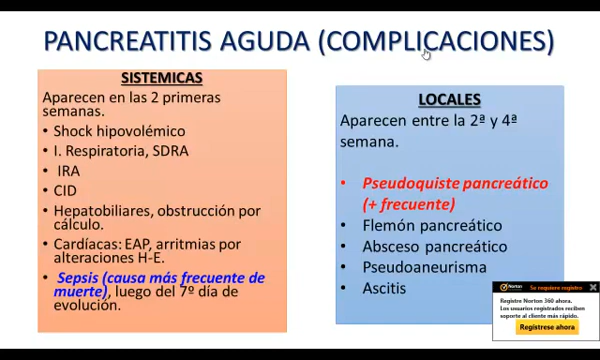 PANCREATITIS AGUDA (COMPLICACIONES)
SISTEMICAS
Aparecen en las 2 primeras
semanas.
• Shock hipovolémico
• I. Respiratoria, SDRA
• IRA
• CID
• Hepatobiliares, obstrucción por
cálculo.
• Cardíacas: EAP, arritmias por
alteraciones H-E.
• Sepsis (causa más frecuente de
muerte), luego del 7º día de
evolución.
LOCALES
Aparecen entre la 2ª y 4ª
semana.
• Pseudoquiste pancreático
(+ frecuente)
• Flemón pancreático
• Absceso pancreático
• Pseudoaneurisma
• Ascitis
Norton
Se requiere registro
Registre Norton 360 ahora.
Los usuarios registrados reciben
soporte al cliente más rápido.
Regístrese ahora